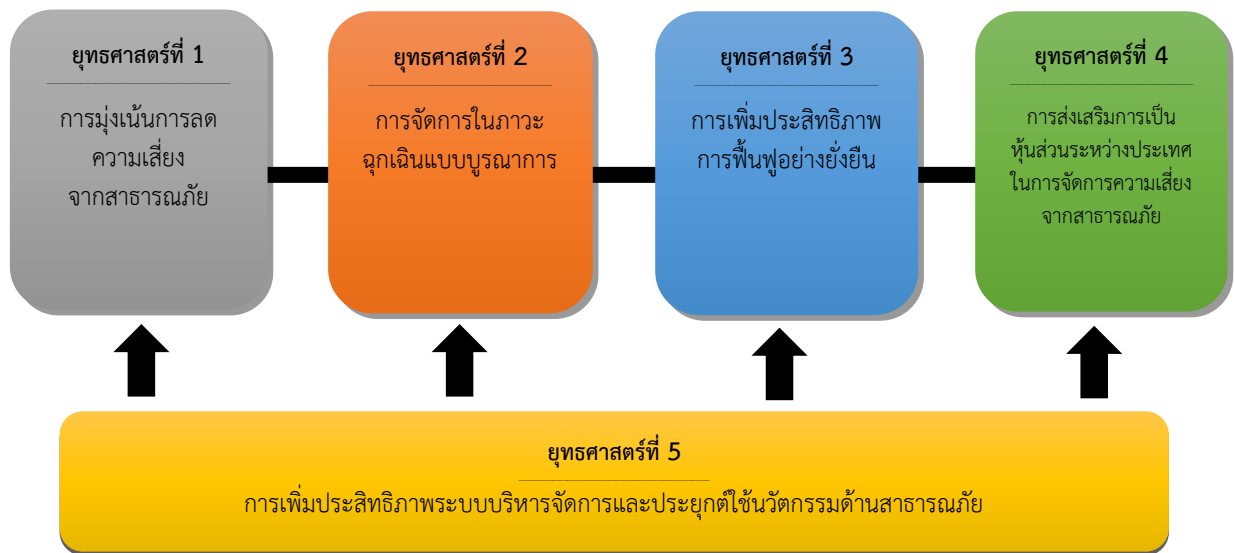 ยุทธศาสตร์ที่ 1
การมุ่งเน้นการลด
ความเสี่ยง
จากสาธารณภัย
ยุทธศาสตร์ที่ 2
การจัดการในภาวะ
ฉุกเฉินแบบบูรณาการ
ยุทธศาสตร์ที่ 3
การเพิ่มประสิทธิภาพ
การฟื้นฟูอย่างยั่งยืน
ยุทธศาสตร์ที่ 4
การส่งเสริมการเป็น
หุ้นส่วนระหว่างประเทศ
ในการจัดการความเสี่ยง
จากสาธารณภัย
ยุทธศาสตร์ที่ 5
การเพิ่มประสิทธิภาพระบบบริหารจัดการและประยุกต์ใช้นวัตกรรมด้านสาธารณภัย